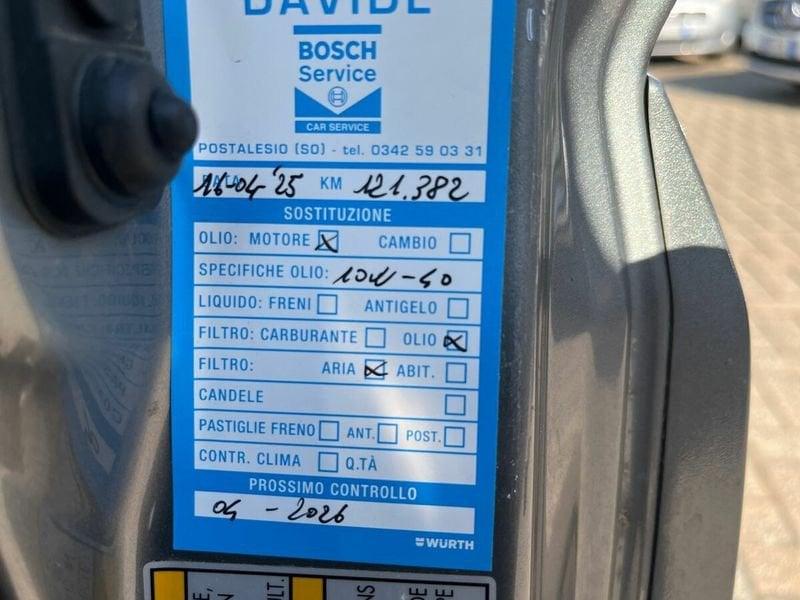 DAVIDE
BOSCH
Service
CAR SERVICE
POSTALESIO (SO) - tel. 0342 59 03 31
DATA 16-04'25 KM 121.382
SOSTITUZIONE
OLIO: MOTORE CAMBIO
SPECIFICHE OLIO: 10W-40
LIQUIDO: FRENI ANTIGELO
FILTRO: CARBURANTE OLIO
FILTRO: ARIA ABIT.
CANDELE
PASTIGLIE FRENO ANT. POST.
CONTR. CLIMA Q.TÀ
PROSSIMO CONTROLLO
04 - 2026
WÜRTH